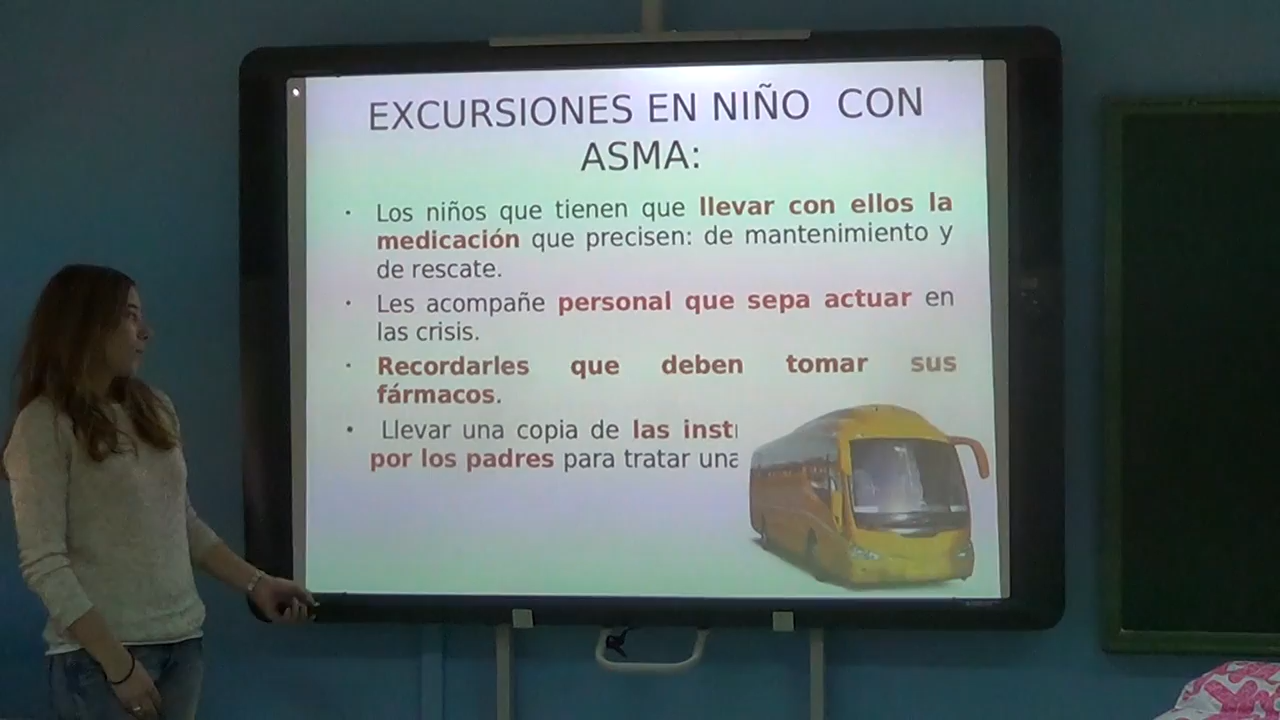 EXCURSIONES EN NIÑO CON
ASMA:
· Los niños que tienen que llevar con ellos la
medicación que precisen: de mantenimiento y
de rescate.
· Les acompañe personal que sepa actuar en
las crisis.
· Recordarles que deben tomar sus
fármacos.
• Llevar una copia de las
por los padres para tratar una